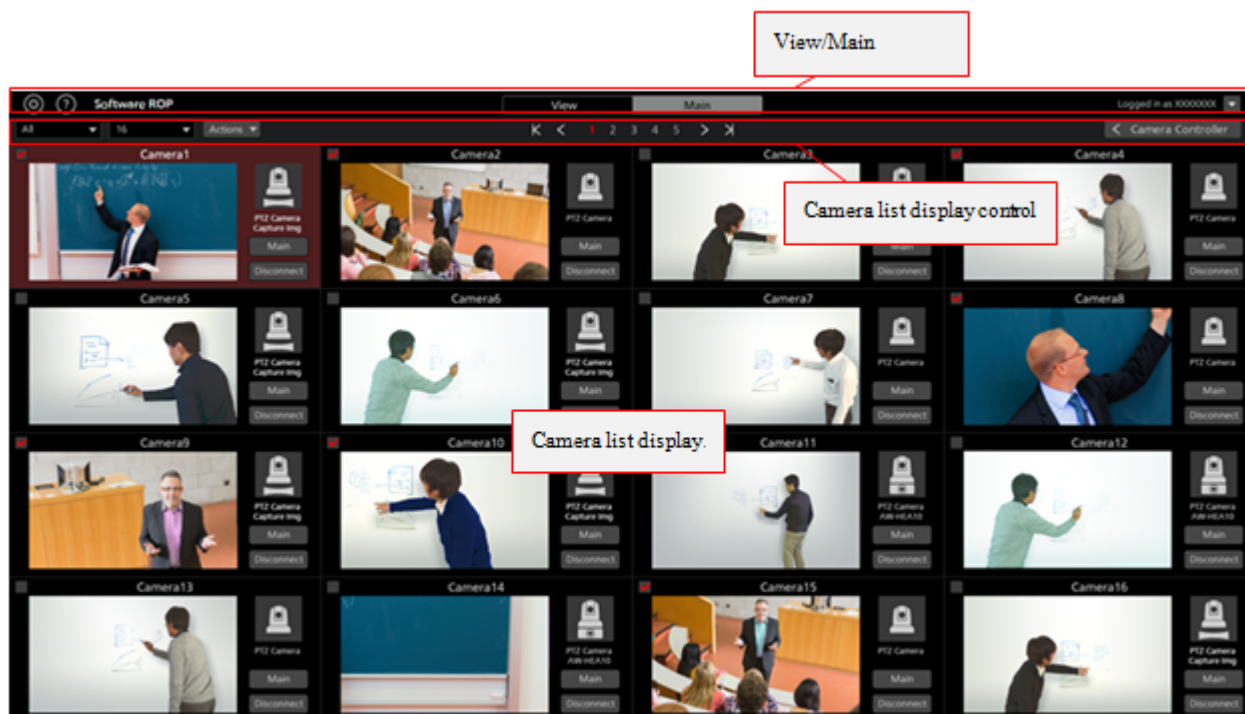 View/Main
Software ROP View Main Logged in as XXXXXXX
All 16 Actions 1 2 3 4 5 Camera Controller
Camera1 Camera2 Camera3 Camera4
PTZ Camera
Capture Img
PTZ Camera
Camera list display control
PTZ Camera
Main Main Main Main
Disconnect Disconnect Disconnect Disconnect
Camera5 Camera6 Camera7 Camera8
PTZ Camera
Capture Img
PTZ Camera
Capture Img
PTZ Camera
PTZ Camera
Main Main Main Main
Disconnect Disconnect Disconnect
Camera list display.
Camera9 Camera10 Camera11 Camera12
PTZ Camera
Capture Img
PTZ Camera
Capture Img
PTZ Camera
AW-HEA10
PTZ Camera
AW-HEA10
Main Main Main Main
Disconnect Disconnect Disconnect Disconnect
Camera13 Camera14 Camera15 Camera16
PTZ Camera
PTZ Camera
AW-HEA10
PTZ Camera
PTZ Camera
Capture Img
Main Main Main Main
Disconnect Disconnect Disconnect Disconnect